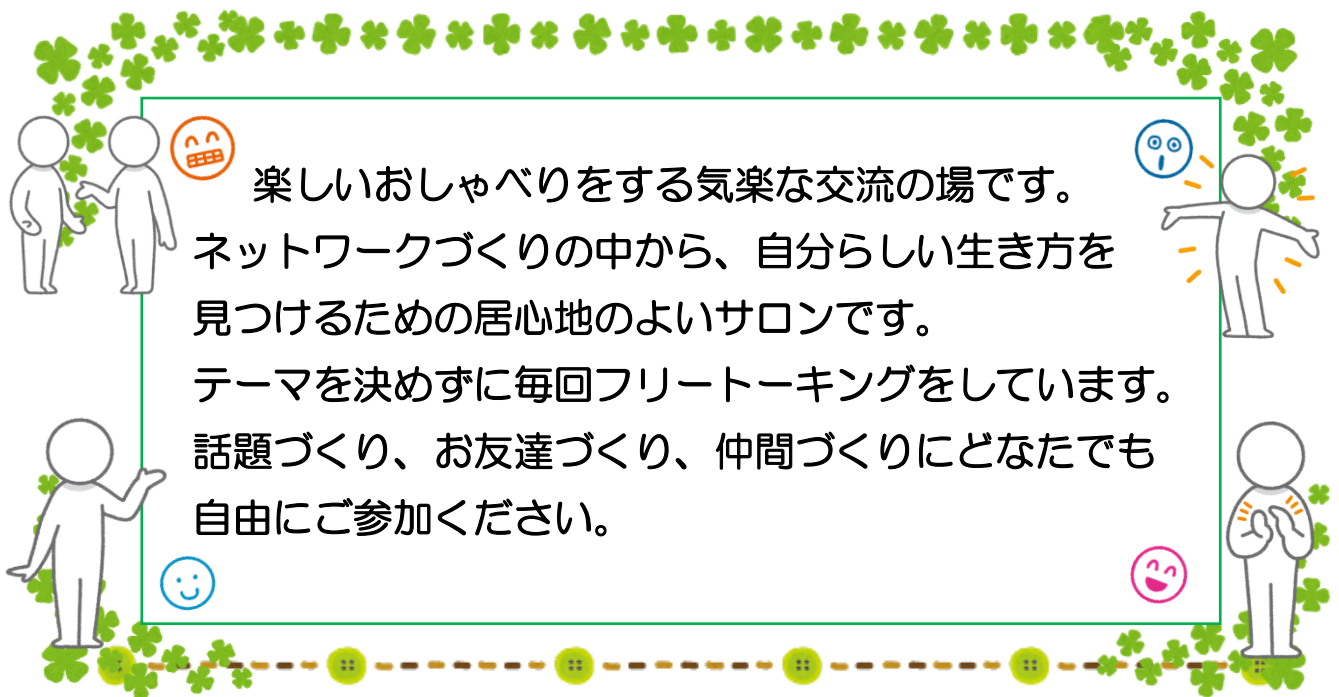 楽しいおしゃべりをする気楽な交流の場です。
ネットワークづくりの中から、自分らしい生き方を
見つけるための居心地のよいサロンです。
テーマを決めずに毎回フリートーキングをしています。
話題づくり、お友達づくり、仲間づくりにどなたでも
自由にご参加ください。